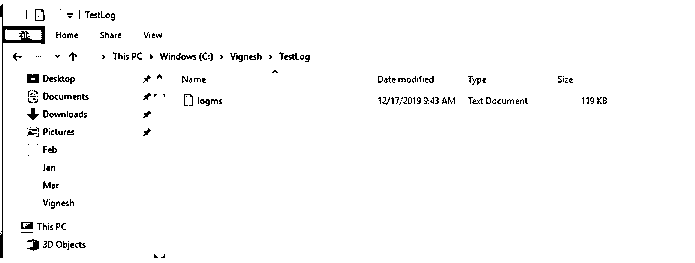 TestLog
Home Share View
This PC Windows (C:) Vignesh TestLog
Name Date modified Type Size
Desktop
Documents
logms 12/17/2019 9:43 AM Text Document 119 KB
Downloads
Pictures
Feb
Jan
Mar
Vignesh
This PC
3D Objects